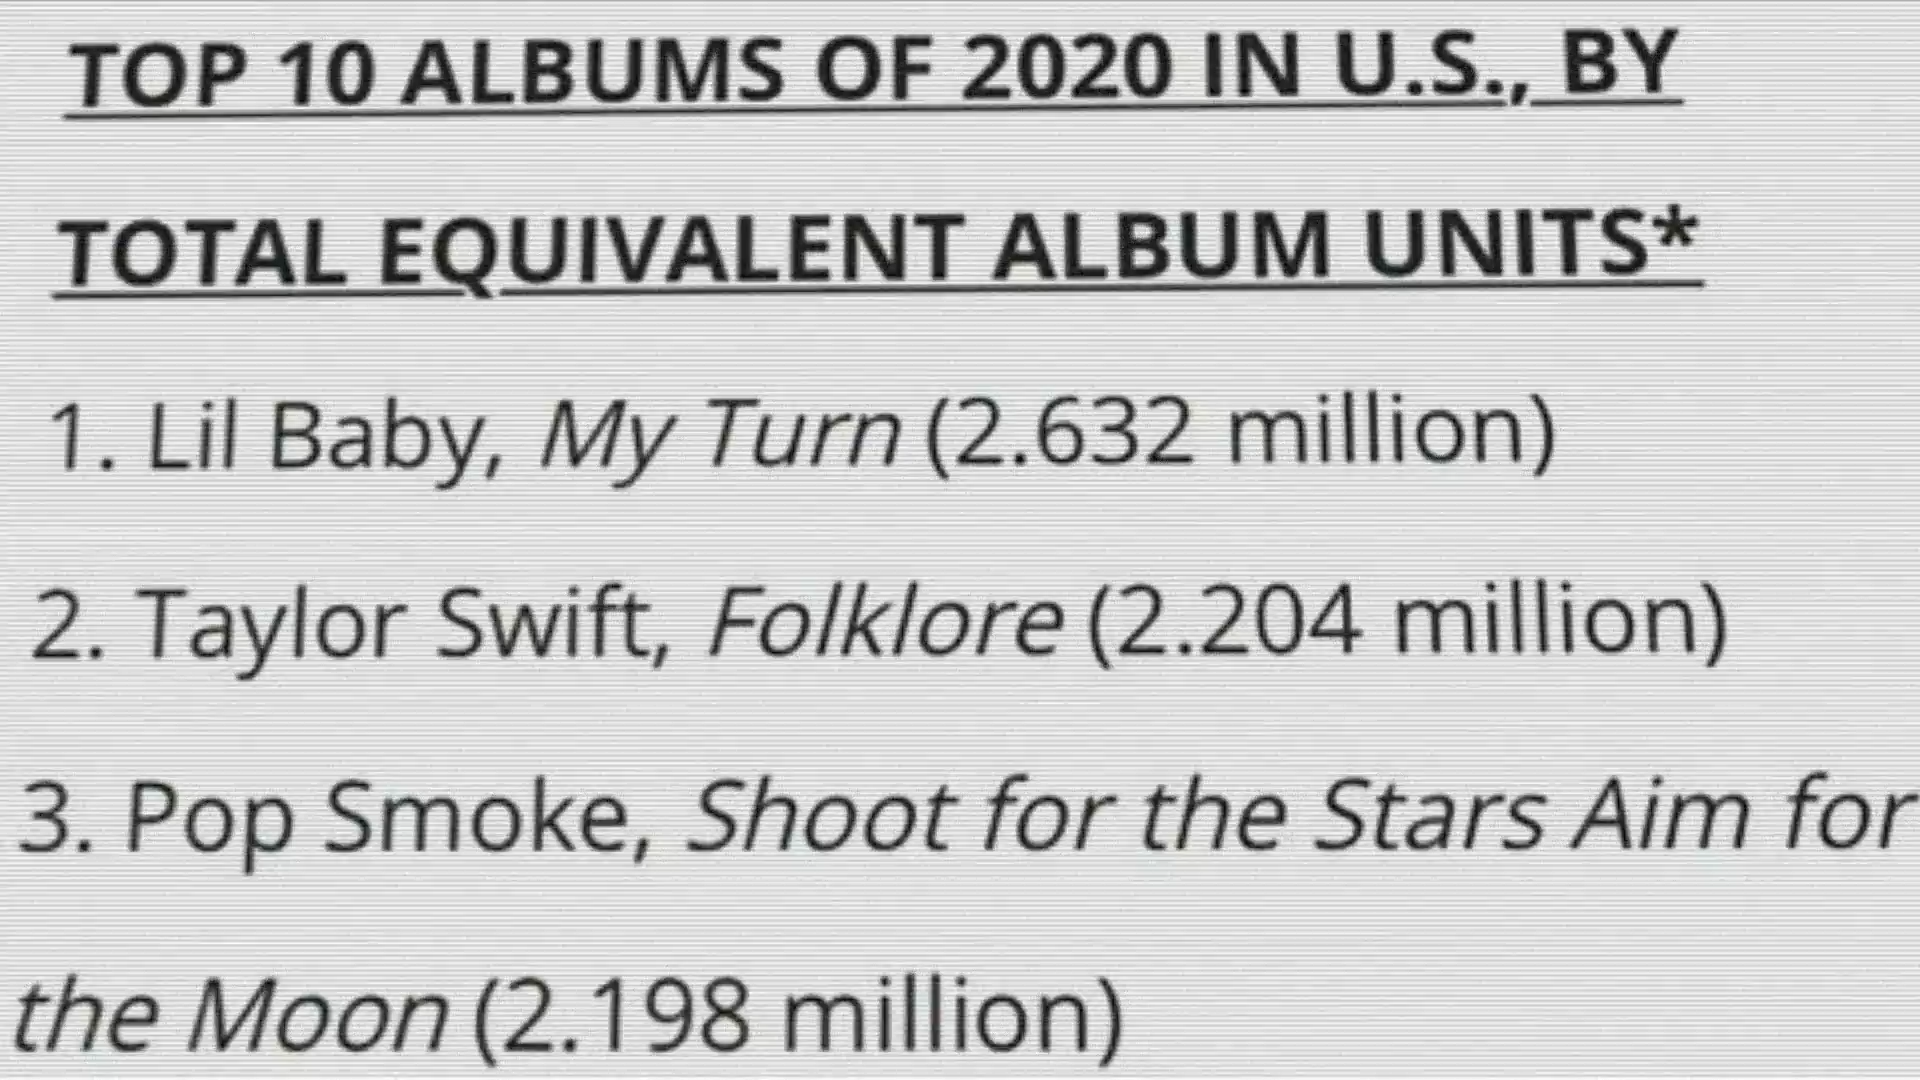 TOP 10 ALBUMS OF 2020 IN U.S., BY
TOTAL EQUIVALENT ALBUM UNITS*
1. Lil Baby, My Turn (2.632 million)
2. Taylor Swift, Folklore (2.204 million)
3. Pop Smoke, Shoot for the Stars Aim for
the Moon (2.198 million)